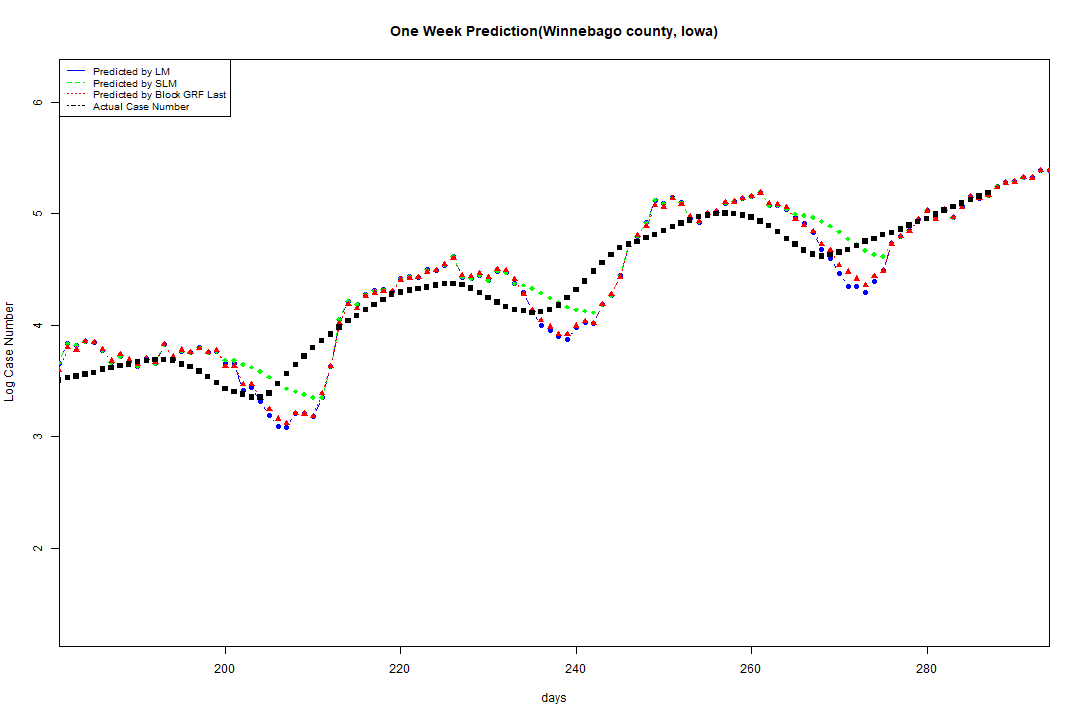 One Week Prediction(Winnebago county, Iowa)
Predicted by LM
Predicted by SLM
Predicted by Block GRF Last
Actual Case Number
6
5
4
3
2
Log Case Number
200 220 240 260 280
days